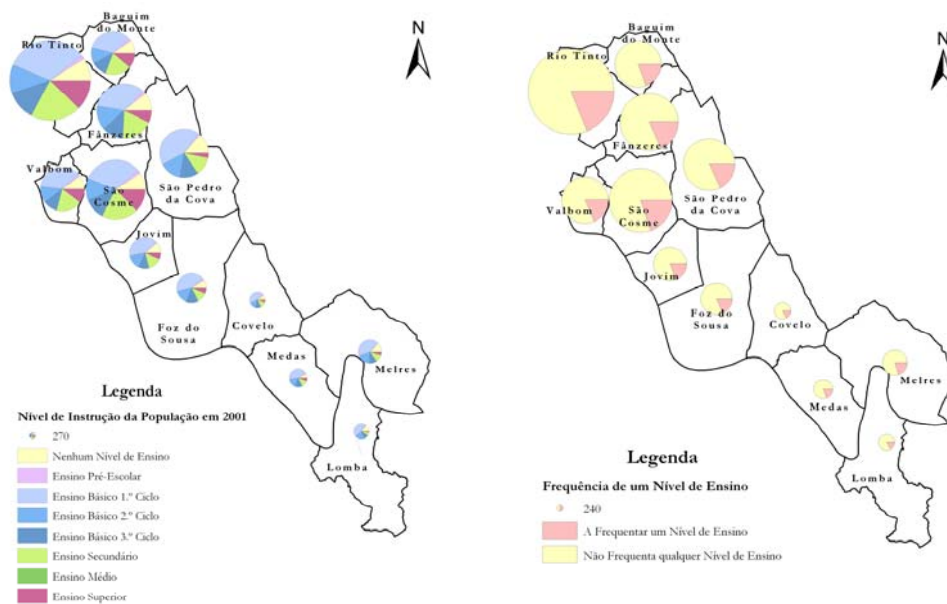 N
Baguim
do Monte
Rio Tinto
Fânzeres
Valbom
São
Cosme
São Pedro
da Cova
Jovim
Foz do
Sousa
Covelo
Medas
Melres
Lomba
Legenda
Nível de Instrução da População em 2001
270
Nenhum Nível de Ensino
Ensino Pré-Escolar
Ensino Básico 1.º Ciclo
Ensino Básico 2.º Ciclo
Ensino Básico 3.º Ciclo
Ensino Secundário
Ensino Médio
Ensino Superior
N
Baguim
do Monte
Rio Tinto
Fânzeres
São Pedro
da Cova
Valbom
São
Cosme
Jovim
Foz do
Sousa
Covelo
Melres
Medas
Lomba
Legenda
Frequência de um Nível de Ensino
240
A Frequentar um Nível de Ensino
Não Frequenta qualquer Nível de Ensino